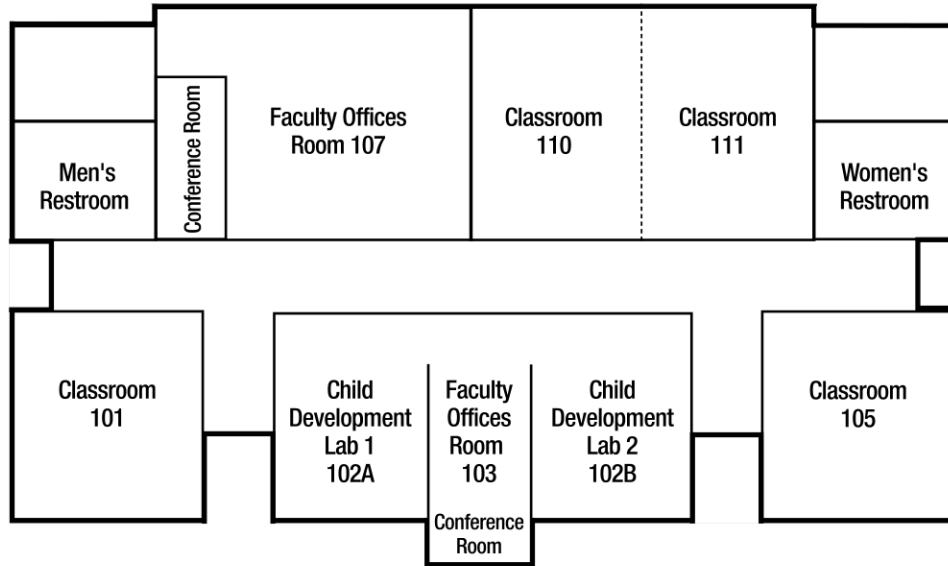 Men's
Restroom
Conference Room
Faculty Offices
Room 107
Classroom
110
Classroom
111
Women's
Restroom
Classroom
101
Child
Development
Lab 1
102A
Faculty
Offices
Room
103
Conference
Room
Child
Development
Lab 2
102B
Classroom
105